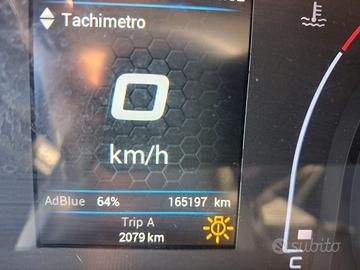 Tachimetro
0
km/h
AdBlue 64% 165197 km
Trip A
2079 km
C
subito